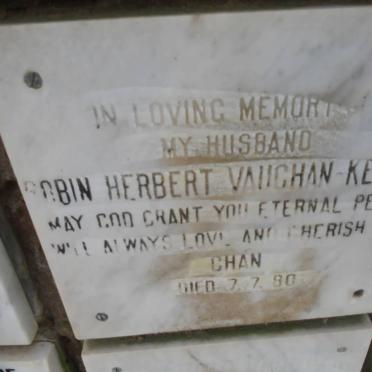 IN LOVING MEMORY
MY HUSBAND
ROBIN HERBERT VAUGHAN-KE
MAY GOD GRANT YOU ETERNAL PE
WILL ALWAYS LOVE AND CHERISH
CHAN
DIED 7.7.80